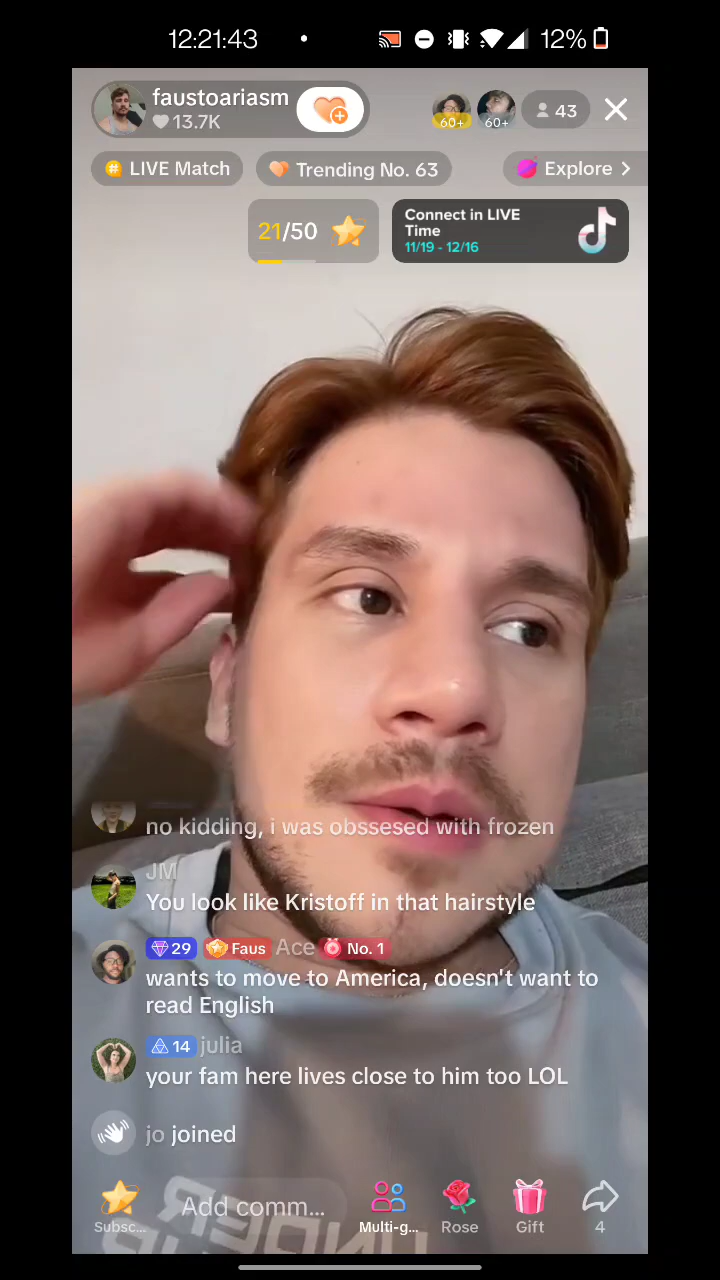 12:21:43
12%
faustoariasm
13.7K
60+
60+
43
LIVE Match
Trending No. 63
Explore
21/50
Connect in LIVE
Time
11/19 - 12/16
no kidding, i was obssesed with frozen
JM
You look like Kristoff in that hairstyle
29 Faus Ace No. 1
wants to move to America, doesn't want to
read English
14 julia
your fam here lives close to him too LOL
jo joined
Subsc...
Add comm...
Multi-g...
Rose
Gift
4